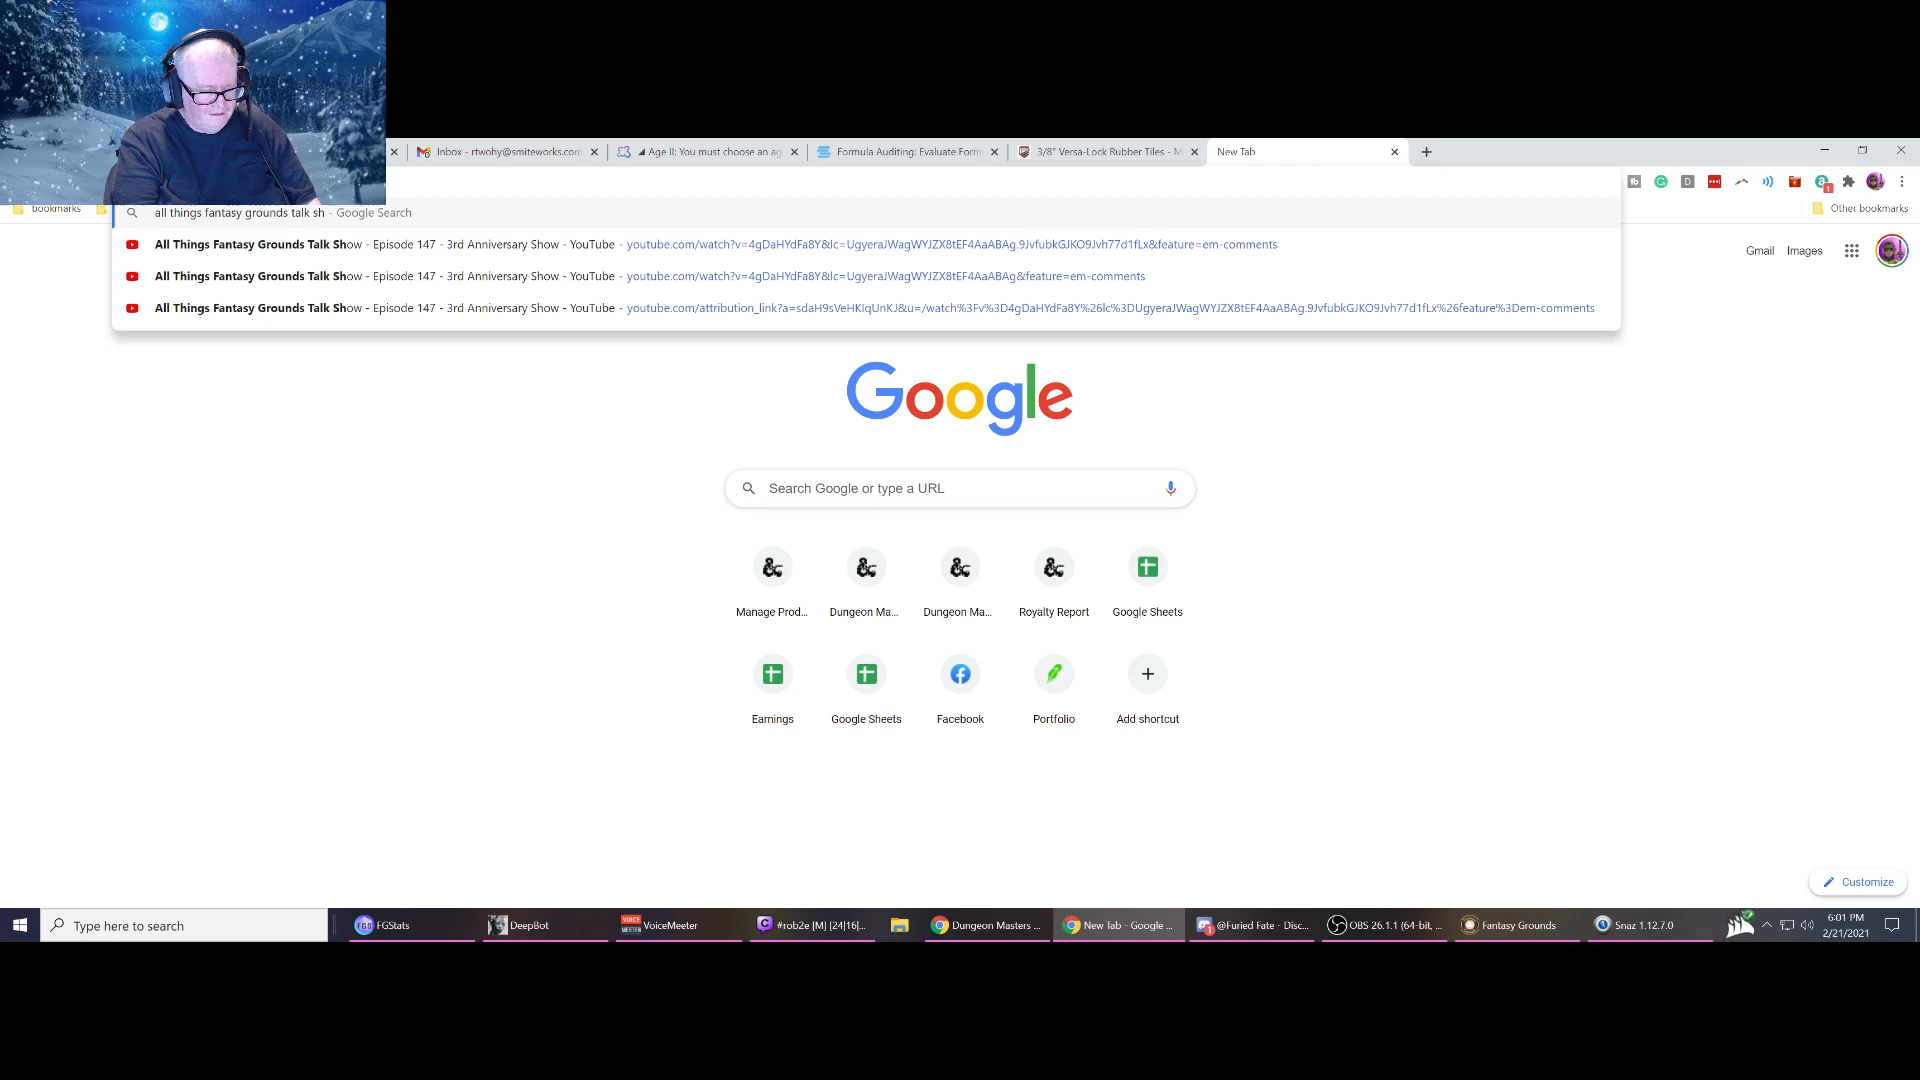 Inbox - rtwohy@smiteworks.com
Age II: You must choose an ag
Formula Auditing: Evaluate Form
3/8" Versa-Lock Rubber Tiles - M
New Tab
all things fantasy grounds talk sh - Google Search
bookmarks
Other bookmarks
All Things Fantasy Grounds Talk Show - Episode 147 - 3rd Anniversary Show - YouTube - youtube.com/watch?v=4gDaHYdFa8Y&lc=UgyeraJWagWYJZX8tEF4AaABAg.9JvfubkGJKO9Jvh77d1fLx&feature=em-comments
All Things Fantasy Grounds Talk Show - Episode 147 - 3rd Anniversary Show - YouTube - youtube.com/watch?v=4gDaHYdFa8Y&lc=UgyeraJWagWYJZX8tEF4AaABAg&feature=em-comments
All Things Fantasy Grounds Talk Show - Episode 147 - 3rd Anniversary Show - YouTube - youtube.com/attribution_link?a=sdaH9sVeHKIqUnKJ&u=/watch%3Fv%3D4gDaHYdFa8Y%26lc%3DUgyeraJWagWYJZX8tEF4AaABAg.9JvfubkGJKO9Jvh77d1fLx%26feature%3Dem-comments
Gmail Images
Google
Search Google or type a URL
Manage Prod... Dungeon Ma... Dungeon Ma... Royalty Report Google Sheets
Earnings Google Sheets Facebook Portfolio Add shortcut
Customize
Type here to search
FGS FGStats
DeepBot
VOICE MEETER VoiceMeeter
#rob2e [M] [24|16|...
Dungeon Masters ...
New Tab - Google ...
1 @Furied Fate - Disc...
OBS 26.1.1 (64-bit, ...
Fantasy Grounds
Snaz 1.12.7.0
6:01 PM
2/21/2021